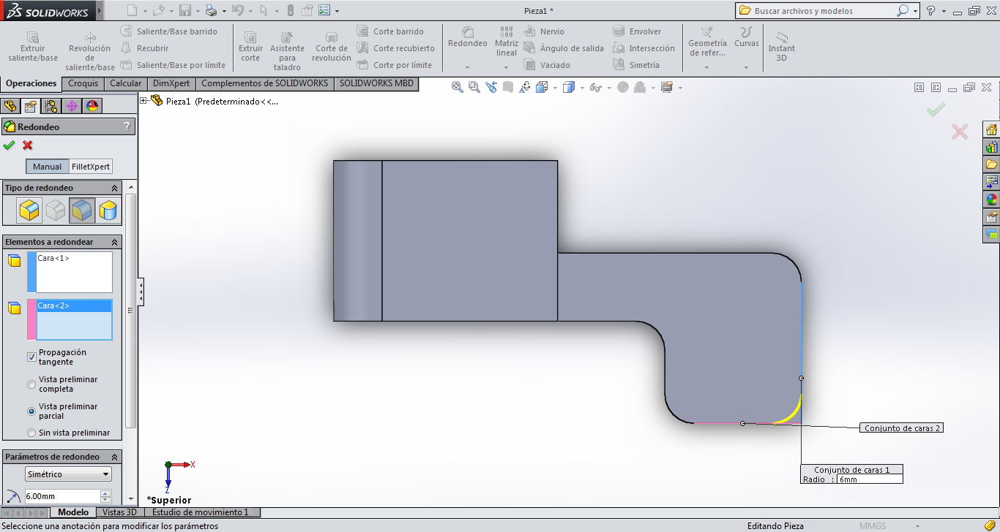 SOLIDWORKS
Pieza1 *
Buscar archivos y modelos
Extruir
saliente/base
Revolución
de
saliente/base
Saliente/Base barrido
Recubrir
Saliente/Base por límite
Extruir
corte
Asistente
para
taladro
Corte de
revolución
Corte barrido
Corte recubierto
Corte por límite
Redondeo
Matriz
lineal
Nervio
Ángulo de salida
Vaciado
Envolver
Intersección
Simetría
Geometría
de refer...
Curvas
Instant
3D
Operaciones
Croquis
Calcular
DimXpert
Complementos de SOLIDWORKS
SOLIDWORKS MBD
Pieza1 (Predeterminado<<...
Redondeo
?
Manual
FilletXpert
Tipo de redondeo
Elementos a redondear
Cara<1>
Cara<2>
Propagación
tangente
Vista preliminar
completa
Vista preliminar
parcial
Sin vista preliminar
Parámetros de redondeo
Simétrico
6.00mm
Conjunto de caras 2
Conjunto de caras 1
Radio : 6mm
X
Z
*Superior
Modelo
Vistas 3D
Estudio de movimiento 1
Seleccione una anotación para modificar los parámetros
Editando Pieza
MMGS